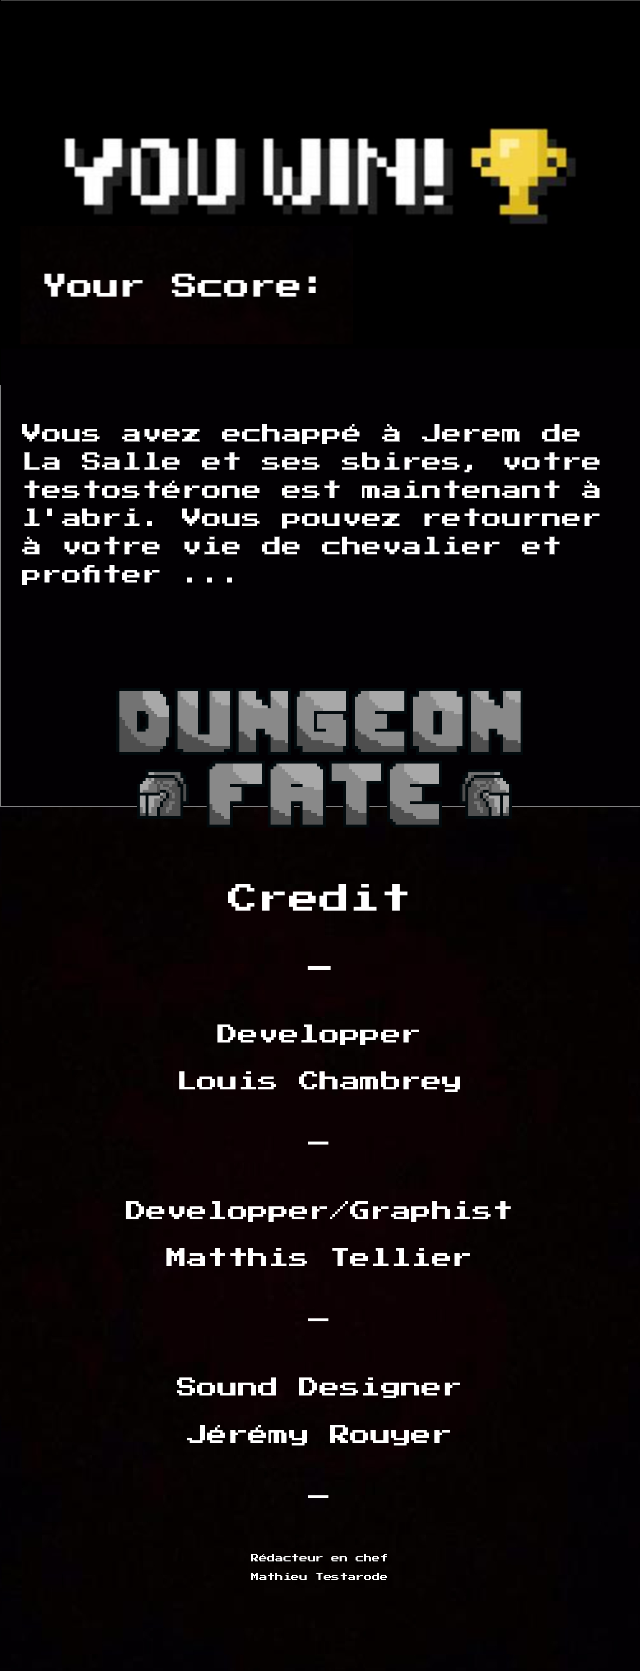 YOU WIN!
Your Score:
Vous avez echappé à Jerem de
La Salle et ses sbires, votre
testostérone est maintenant à
l'abri. Vous pouvez retourner
à votre vie de chevalier et
profiter ...
DUNGEON
FATE
Credit
—
Developper
Louis Chambrey
—
Developper/Graphist
Matthis Tellier
—
Sound Designer
Jérémy Rouyer
—
Rédacteur en chef
Mathieu Testarode